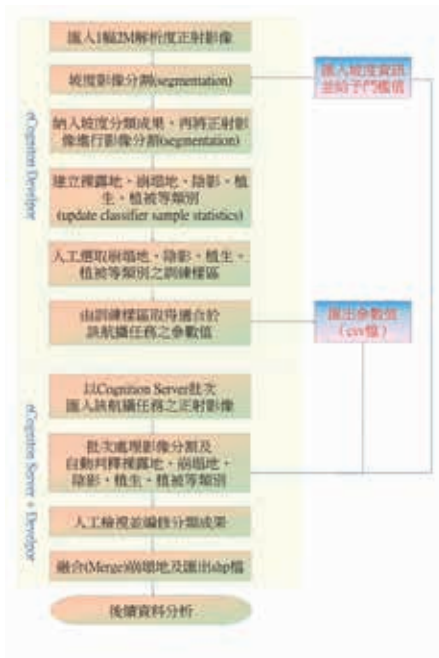 匯入1幅2M解析度正射影像
坡度影像分割(segmentation)
匯入坡度資訊
並給予門檻值
納入坡度分類成果，再將正射影
像進行影像分割(segmentation)
建立裸露地、崩塌地、陰影、植
生、植被等類別
(update classifier sample statistics)
人工選取崩塌地、陰影、植生、
植被等類別之訓練樣區
由訓練樣區取得適合於
該航攝任務之參數值
匯出參數值
（csv檔）
eCogniton Develpor
以Cognition Server批次
匯入該航攝任務之正射影像
批次處理影像分割及
自動判釋裸露地、崩塌地、
陰影、植生、植被等類別
人工檢視並編修分類成果
融合(Merge)崩塌地及匯出shp檔
eCogniton Server + Develpor
後續資料分析